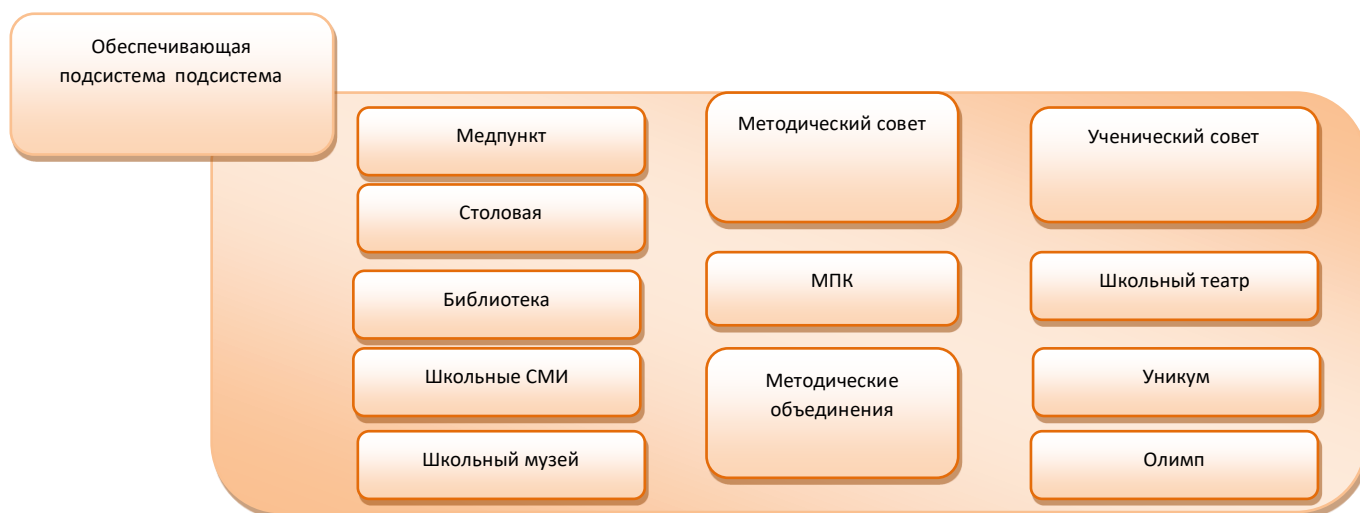 Обеспечивающая
подсистема подсистема
Медпункт
Столовая
Библиотека
Школьные СМИ
Школьный музей
Методический совет
МПК
Методические
объединения
Ученический совет
Школьный театр
Уникум
Олимп